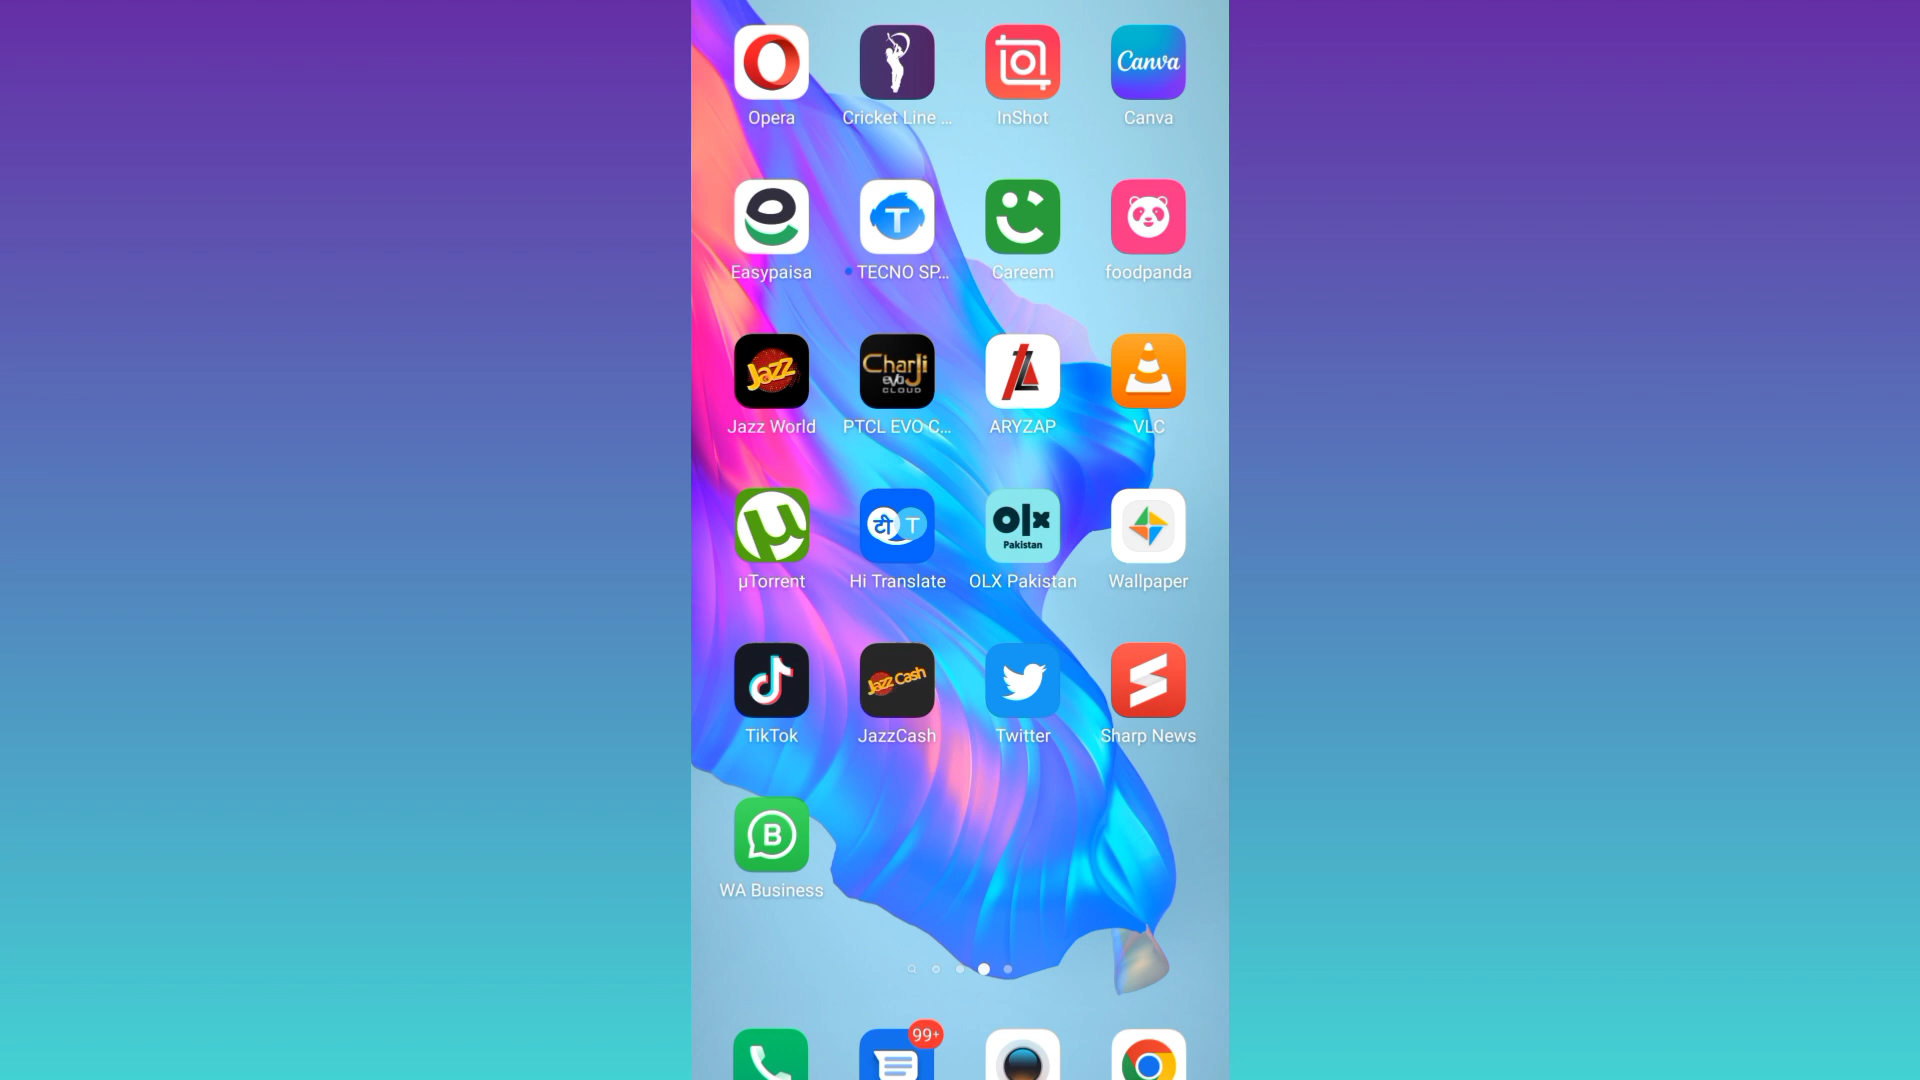 Canva
Opera
Cricket Line ...
InShot
Canva
T
Easypaisa
TECNO SP...
Careem
foodpanda
Jazz
CharJi
evo
CLOUD
Jazz World
PTCL EVO C...
ARYZAP
VLC
µ
टी T
olx
Pakistan
µTorrent
Hi Translate
OLX Pakistan
Wallpaper
Jazz Cash
TikTok
JazzCash
Twitter
Sharp News
B
WA Business
99+